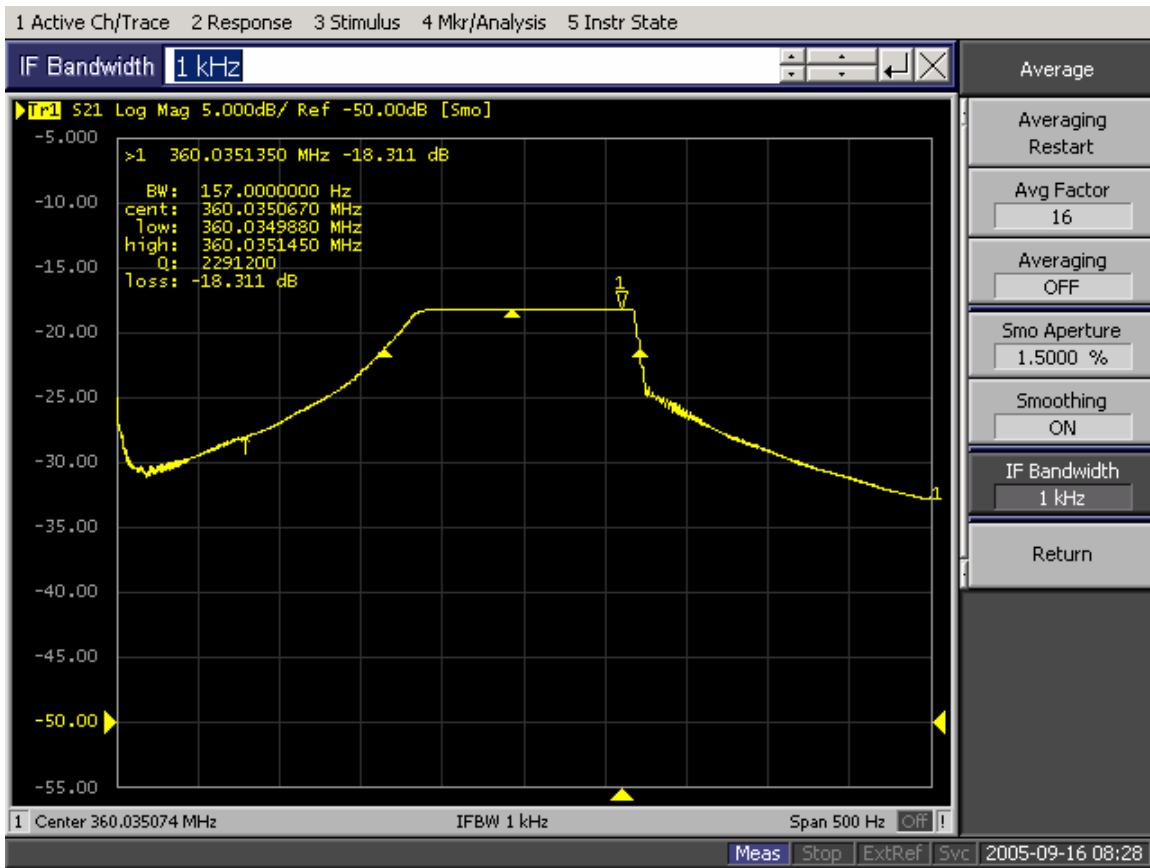 1 Active Ch/Trace 2 Response 3 Stimulus 4 Mkr/Analysis 5 Instr State
IF Bandwidth 1 kHz
Tr1 S21 Log Mag 5.000dB/ Ref -50.00dB [Smo]
-5.000
>1 360.0351350 MHz -18.311 dB
BW: 157.0000000 Hz
-10.00
cent: 360.0350670 MHz
low: 360.0349880 MHz
high: 360.0351450 MHz
-15.00
Q: 2291200
loss: -18.311 dB
1
-20.00
-25.00
-30.00
1
-35.00
-40.00
-45.00
-50.00
-55.00
1 Center 360.035074 MHz IFBW 1 kHz Span 500 Hz Off !
Average
Averaging
Restart
Avg Factor
16
Averaging
OFF
Smo Aperture
1.5000 %
Smoothing
ON
IF Bandwidth
1 kHz
Return
Meas Stop ExtRef Svc 2005-09-16 08:28